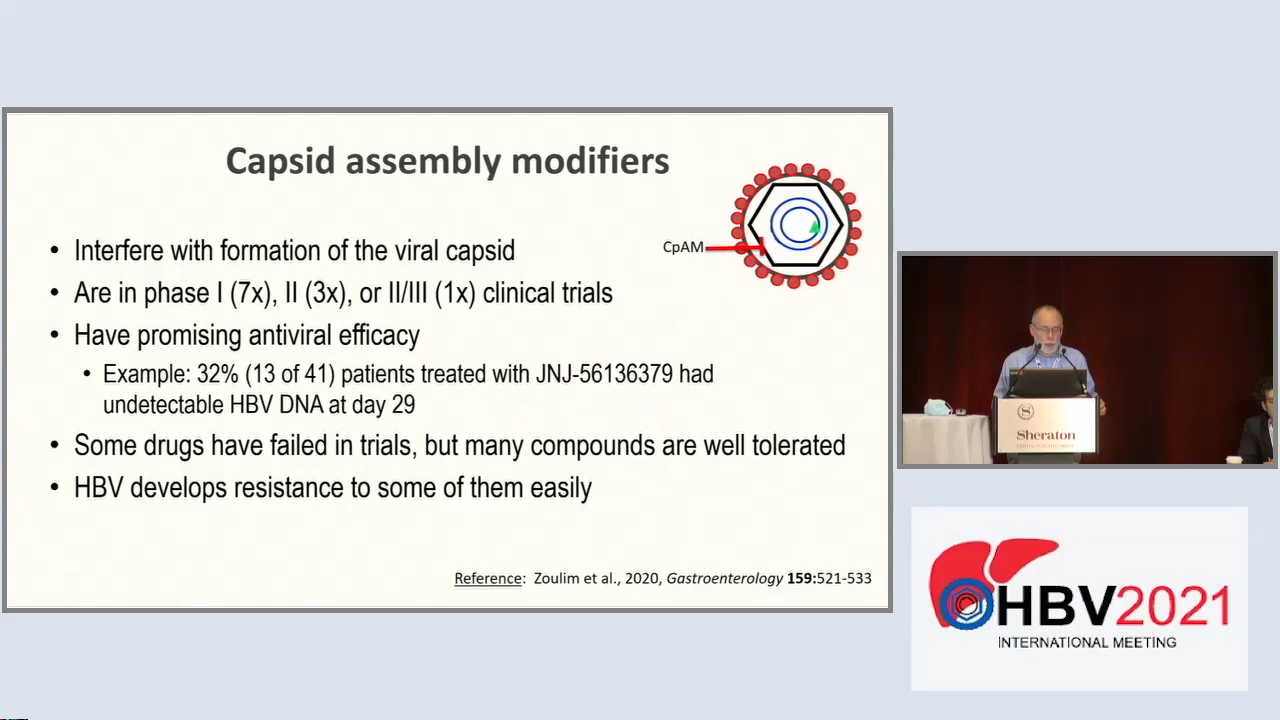 Capsid assembly modifiers
CpAM
• Interfere with formation of the viral capsid
• Are in phase I (7x), II (3x), or II/III (1x) clinical trials
• Have promising antiviral efficacy
• Example: 32% (13 of 41) patients treated with JNJ-56136379 had
undetectable HBV DNA at day 29
• Some drugs have failed in trials, but many compounds are well tolerated
• HBV develops resistance to some of them easily
Reference: Zoulim et al., 2020, Gastroenterology 159:521-533
S
Sheraton
HBV2021
INTERNATIONAL MEETING